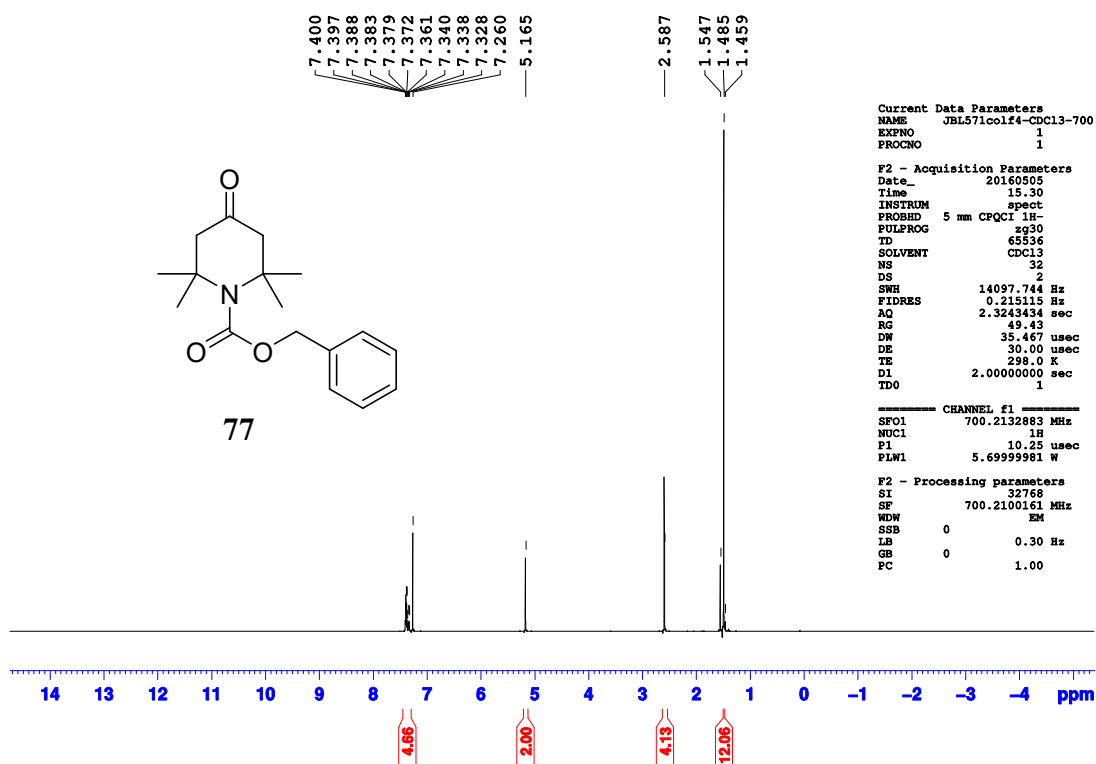 7.400
7.397
7.388
7.383
7.379
7.372
7.361
7.340
7.338
7.328
7.260
5.165
2.587
1.547
1.485
1.459
Current Data Parameters
NAME JBL571colf4-CDCl3-700
EXPNO 1
PROCNO 1
F2 - Acquisition Parameters
Date_ 20160505
Time 15.30
INSTRUM spect
PROBHD 5 mm CPQCI 1H-
PULPROG zg30
TD 65536
SOLVENT CDCl3
NS 32
DS 2
SWH 14097.744 Hz
FIDRES 0.215115 Hz
AQ 2.3243434 sec
RG 49.43
DW 35.467 usec
DE 30.00 usec
TE 298.0 K
D1 2.00000000 sec
TD0 1
======== CHANNEL f1 ========
SFO1 700.2132883 MHz
NUC1 1H
P1 10.25 usec
PLW1 5.69999981 W
F2 - Processing parameters
SI 32768
SF 700.2100161 MHz
WDW EM
SSB 0
LB 0.30 Hz
GB 0
PC 1.00
O
N
O
O
77
14 13 12 11 10 9 8 7 6 5 4 3 2 1 0 -1 -2 -3 -4 ppm
4.66
2.00
4.13
12.06